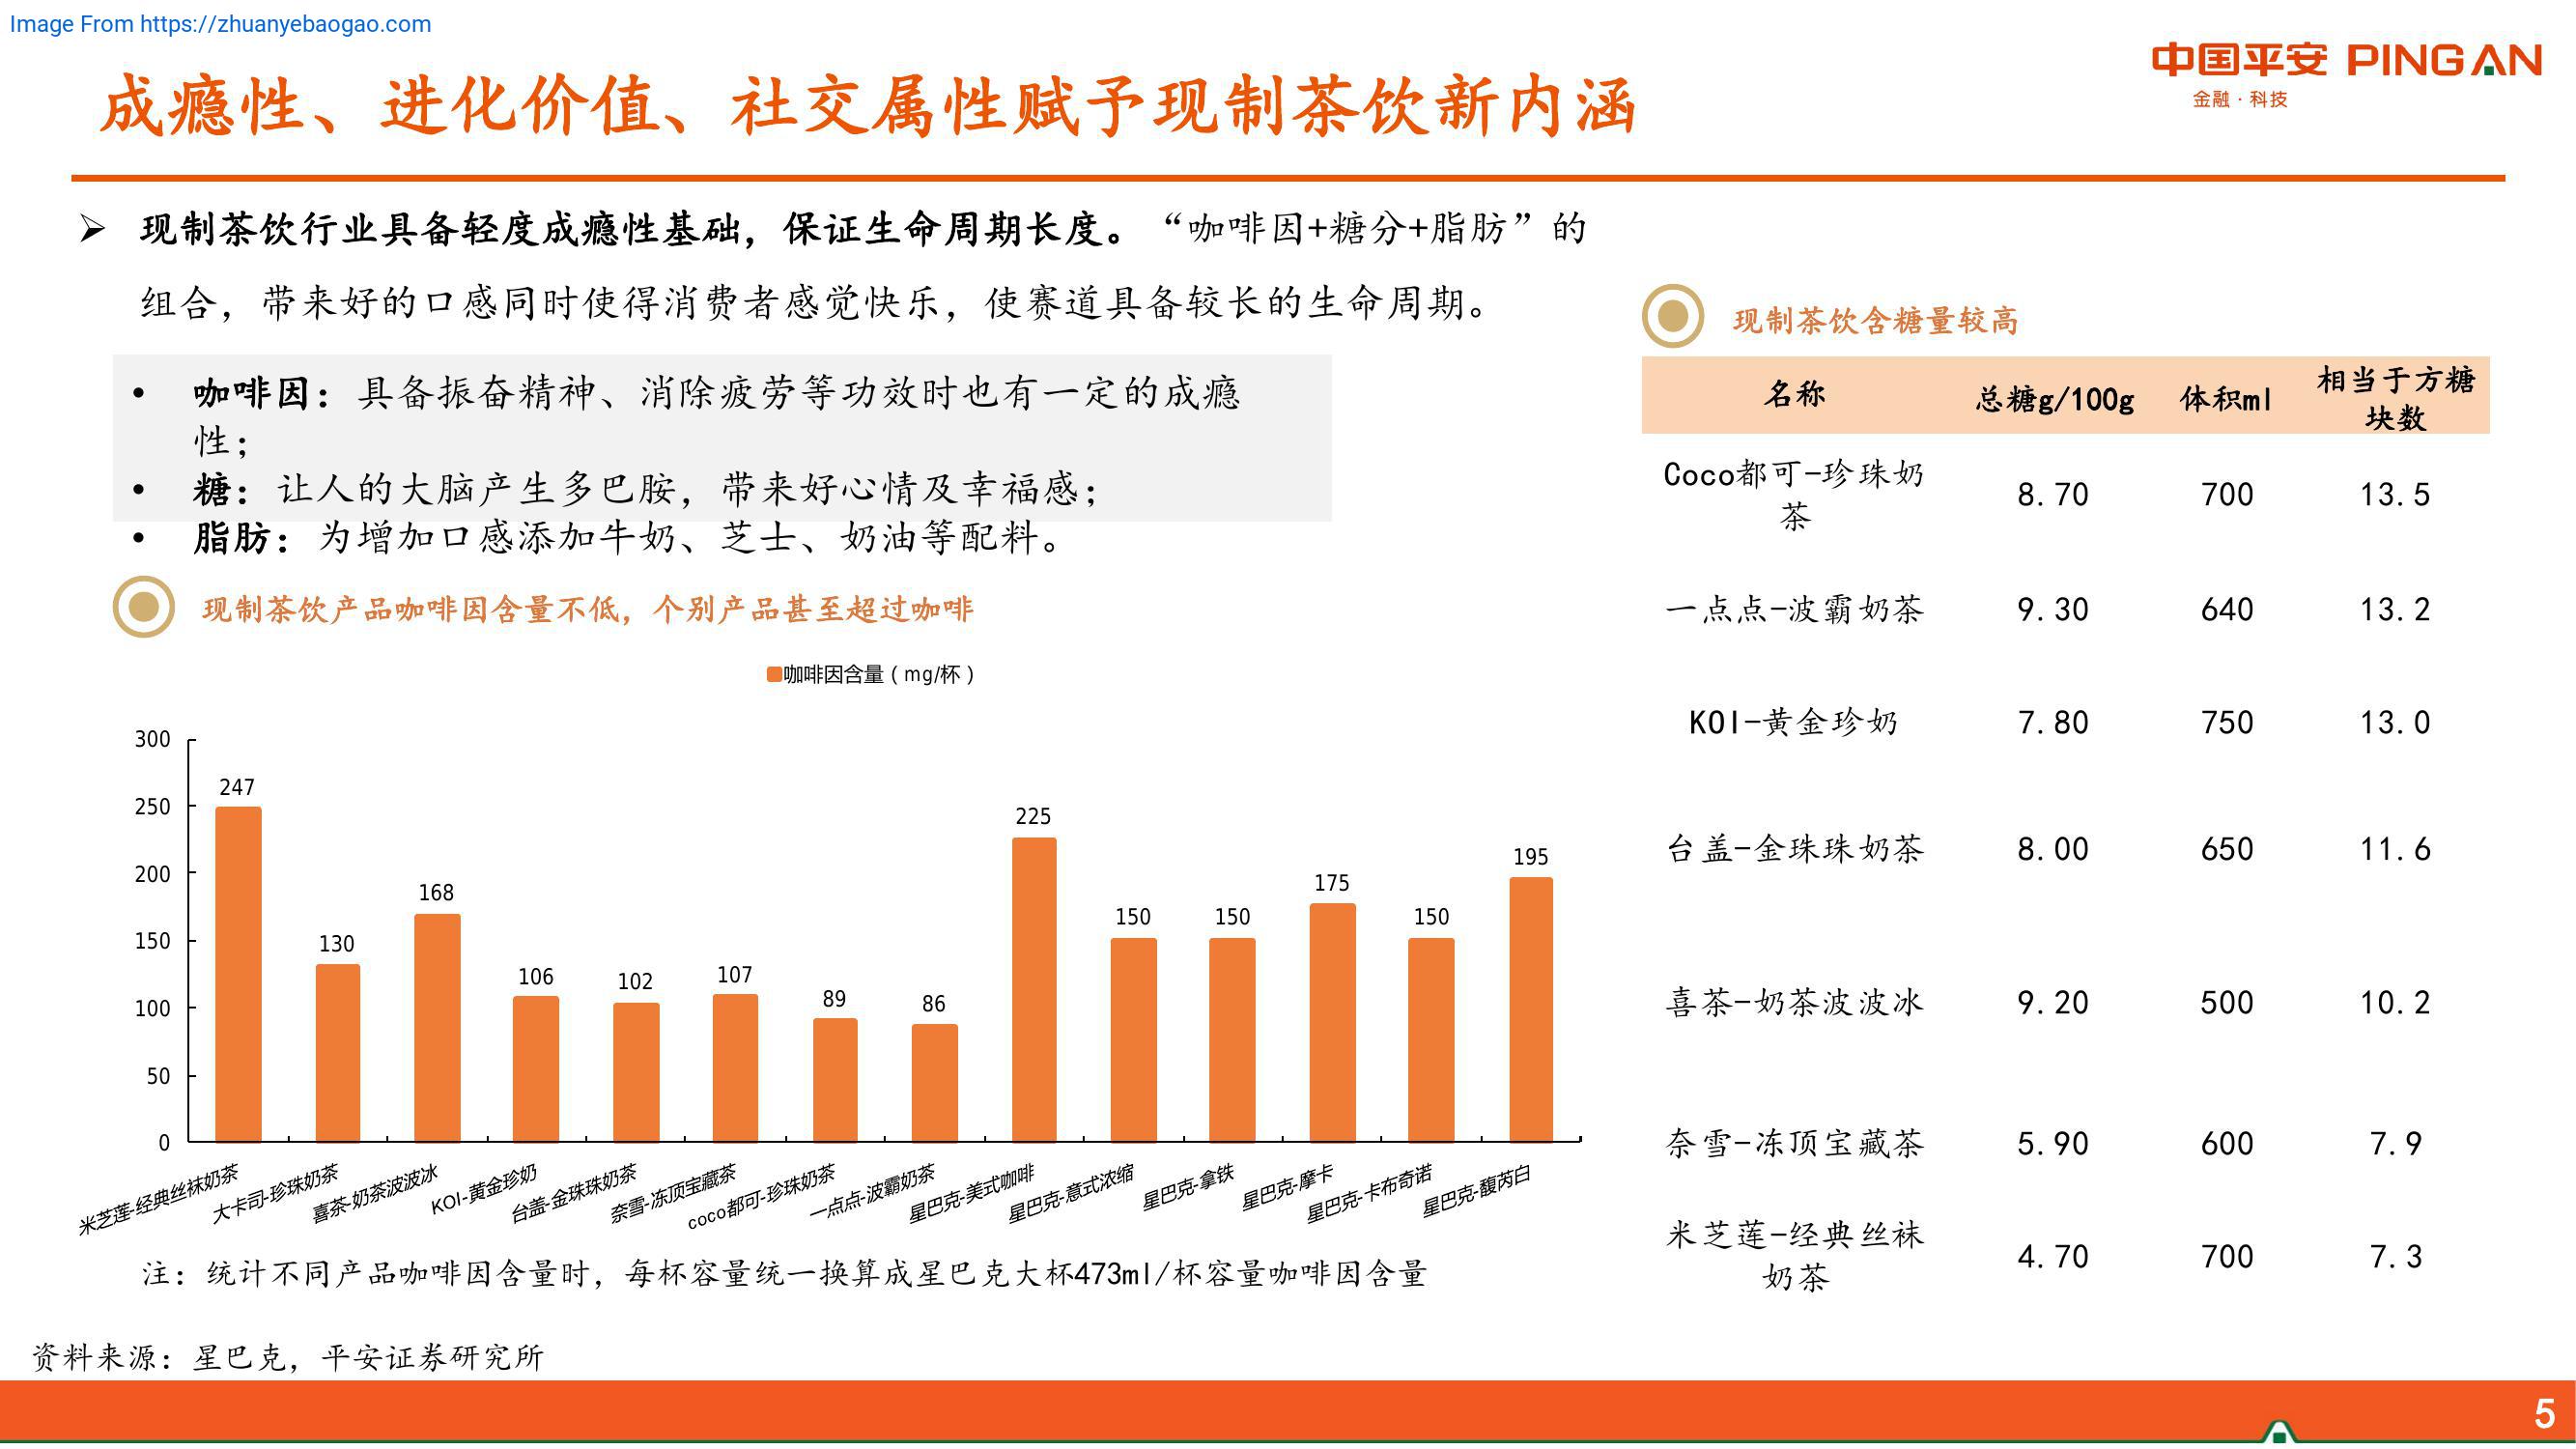 Image From https://zhuanyebaogao.com
中国平安 PINGAN
金融·科技
成瘾性、进化价值、社交属性赋予现制茶饮新内涵
➢ 现制茶饮行业具备轻度成瘾性基础，保证生命周期长度。“咖啡因+糖分+脂肪”的
组合，带来好的口感同时使得消费者感觉快乐，使赛道具备较长的生命周期。
• 咖啡因：具备振奋精神、消除疲劳等功效时也有一定的成瘾
性；
• 糖：让人的大脑产生多巴胺，带来好心情及幸福感；
• 脂肪：为增加口感添加牛奶、芝士、奶油等配料。
现制茶饮产品咖啡因含量不低，个别产品甚至超过咖啡
咖啡因含量（mg/杯）
300
250
200
150
100
50
0
247
130
168
106
102
107
89
86
225
150
150
175
150
195
米芝莲-经典丝袜奶茶
大卡司-珍珠奶茶
喜茶-奶茶波波冰
KOI-黄金珍奶
台盖-金珠珠奶茶
奈雪-冻顶宝藏茶
coco都可-珍珠奶茶
一点点-波霸奶茶
星巴克-美式咖啡
星巴克-意式浓缩
星巴克-拿铁
星巴克-摩卡
星巴克-卡布奇诺
星巴克-馥芮白
注：统计不同产品咖啡因含量时，每杯容量统一换算成星巴克大杯473ml/杯容量咖啡因含量
现制茶饮含糖量较高
名称 总糖g/100g 体积ml 相当于方糖
块数
Coco都可-珍珠奶
茶 8.70 700 13.5
一点点-波霸奶茶 9.30 640 13.2
KOI-黄金珍奶 7.80 750 13.0
台盖-金珠珠奶茶 8.00 650 11.6
喜茶-奶茶波波冰 9.20 500 10.2
奈雪-冻顶宝藏茶 5.90 600 7.9
米芝莲-经典丝袜
奶茶 4.70 700 7.3
资料来源：星巴克，平安证券研究所
5